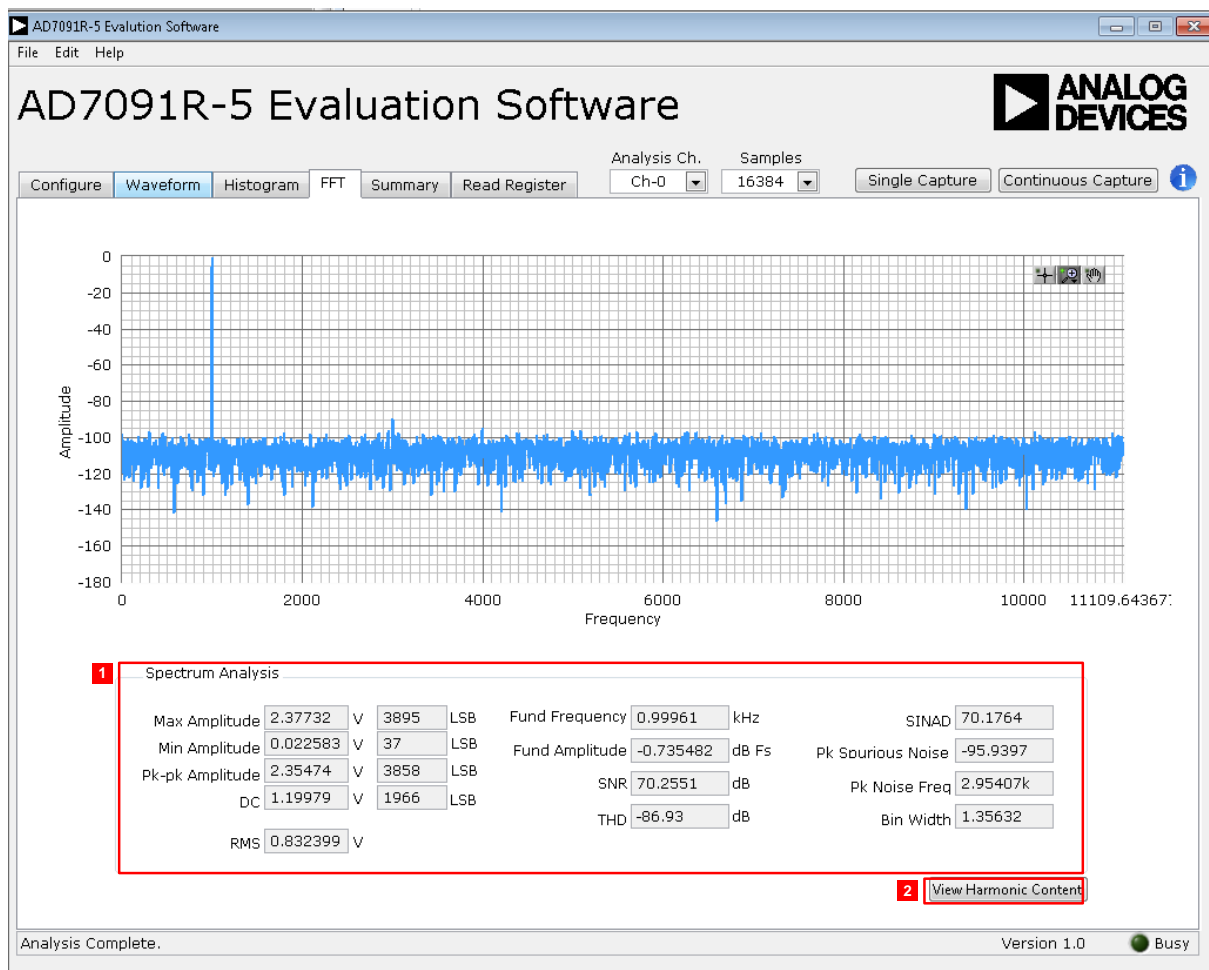 AD7091R-5 Evalution Software
File Edit Help
AD7091R-5 Evaluation Software
ANALOG
DEVICES
Analysis Ch. Samples
Configure Waveform Histogram FFT Summary Read Register Ch-0 16384 Single Capture Continuous Capture i
0
-20
-40
-60
-80
-100
-120
-140
-160
-180
Amplitude
0 2000 4000 6000 8000 10000 11109.64367
Frequency
1
Spectrum Analysis
Max Amplitude 2.37732 V 3895 LSB Fund Frequency 0.99961 kHz SINAD 70.1764
Min Amplitude 0.022583 V 37 LSB Fund Amplitude -0.735482 dB Fs Pk Spurious Noise -95.9397
Pk-pk Amplitude 2.35474 V 3858 LSB SNR 70.2551 dB Pk Noise Freq 2.95407k
DC 1.19979 V 1966 LSB THD -86.93 dB Bin Width 1.35632
RMS 0.832399 V
2 View Harmonic Content
Analysis Complete. Version 1.0 Busy